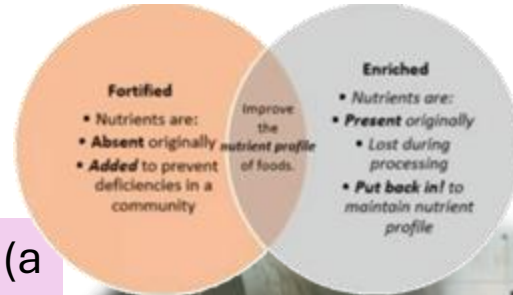 Fortified
• Nutrients are:
• Absent originally
• Added to prevent
deficiencies in a
community
Improve
the
nutrient profile
of foods.
Enriched
• Nutrients are:
• Present originally
• Lost during
processing
• Put back in! to
maintain nutrient
profile
(a